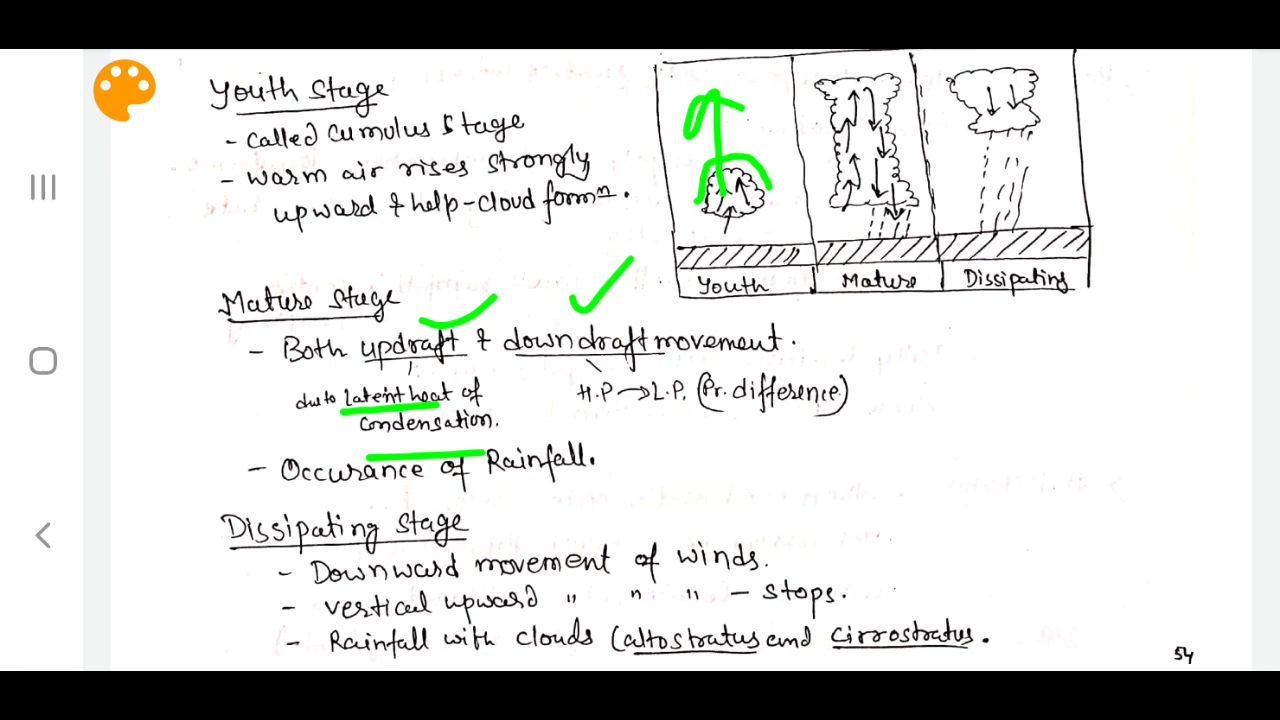 Youth Stage
- Called Cumulus Stage
- Warm air rises strongly
upward & help-cloud formⁿ.
Youth
Mature
Dissipating
Mature Stage
- Both updraft & downdraft movement.
due to latent heat of
condensation.
H.P → L.P. (Pr. difference)
- Occurance of Rainfall.
Dissipating Stage
- Downward movement of winds.
- Vertical upward " " " - stops.
- Rainfall with clouds (altostratus and cirrostratus.
54